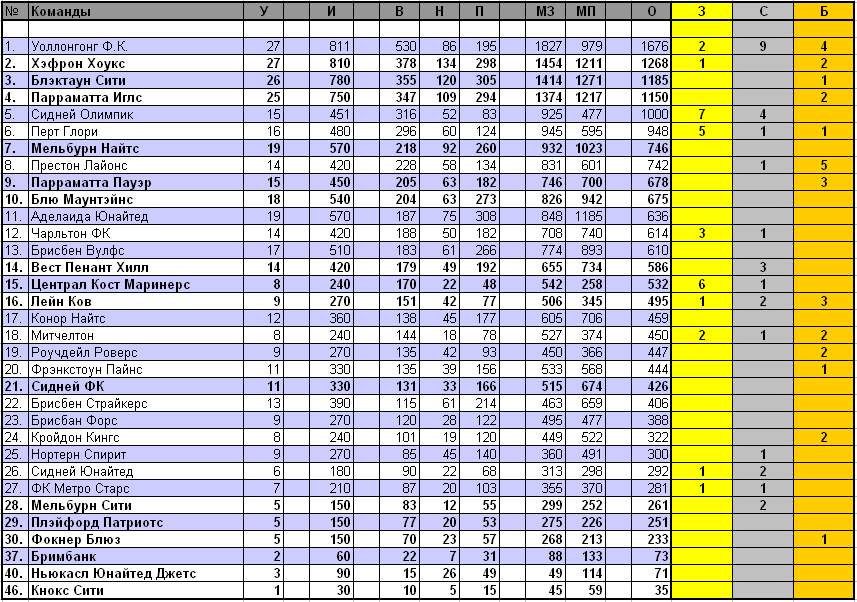 № Команды У И В Н П МЗ МП О З С Б
1. Уоллонгонг Ф.К. 27 811 530 86 195 1827 979 1676 2 9 4
2. Хэфрон Хоукс 27 810 378 134 298 1454 1211 1268 1 2
3. Блэктаун Сити 26 780 355 120 305 1414 1271 1185 1
4. Парраматта Иглс 25 750 347 109 294 1374 1217 1150 2
5. Сидней Олимпик 15 451 316 52 83 925 477 1000 7 4
6. Перт Глори 16 480 296 60 124 945 595 948 5 1 1
7. Мельбурн Найтс 19 570 218 92 260 932 1023 746
8. Престон Лайонс 14 420 228 58 134 831 601 742 1 5
9. Парраматта Пауэр 15 450 205 63 182 746 700 678 3
10. Блю Маунтэйнс 18 540 204 63 273 826 942 675
11. Аделаида Юнайтед 19 570 187 75 308 848 1185 636
12. Чарльтон ФК 14 420 188 50 182 708 740 614 3 1
13. Брисбен Вулфс 17 510 183 61 266 774 893 610
14. Вест Пенант Хилл 14 420 179 49 192 655 734 586 3
15. Централ Кост Маринерс 8 240 170 22 48 542 258 532 6 1
16. Лейн Ков 9 270 151 42 77 506 345 495 1 2 3
17. Конор Найтс 12 360 138 45 177 605 706 459
18. Митчелтон 8 240 144 18 78 527 374 450 2 1 2
19. Роучдейл Роверс 9 270 135 42 93 450 366 447 2
20. Фрэнкстоун Пайнс 11 330 135 39 156 533 568 444 1
21. Сидней ФК 11 330 131 33 166 515 674 426
22. Брисбен Страйкерс 13 390 115 61 214 463 659 406
23. Брисбан Форс 9 270 120 28 122 495 477 388
24. Кройдон Кингс 8 240 101 19 120 449 522 322 2
25. Нортерн Спирит 9 270 85 45 140 360 491 300 1
26. Сидней Юнайтед 6 180 90 22 68 313 298 292 1 2
27. ФК Метро Старс 7 210 87 20 103 355 370 281 1 1
28. Мельбурн Сити 5 150 83 12 55 299 252 261 2
29. Плэйфорд Патриотс 5 150 77 20 53 275 226 251
30. Фокнер Блюз 5 150 70 23 57 268 213 233 1
37. Бримбанк 2 60 22 7 31 88 133 73
40. Ньюкасл Юнайтед Джетс 3 90 15 26 49 49 114 71
46. Кнокс Сити 1 30 10 5 15 45 59 35